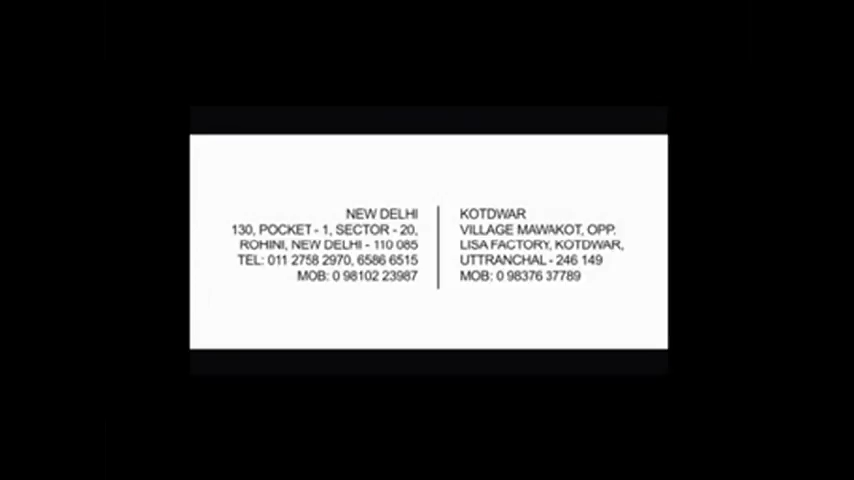 NEW DELHI
130, POCKET - 1, SECTOR - 20,
ROHINI, NEW DELHI - 110 085
TEL: 011 2758 2970, 6586 6515
MOB: 0 98102 23987
KOTDWAR
VILLAGE MAWAKOT, OPP.
LISA FACTORY, KOTDWAR,
UTTRANCHAL - 246 149
MOB: 0 98376 37789